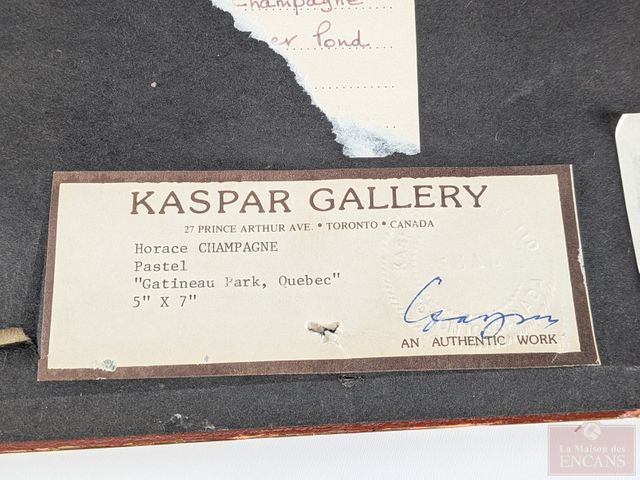 Champagne
er Pond
KASPAR GALLERY
27 PRINCE ARTHUR AVE. • TORONTO • CANADA
Horace CHAMPAGNE
Pastel
"Gatineau Park, Quebec"
5" X 7"
AN AUTHENTIC WORK
La Maison des
ENCANS